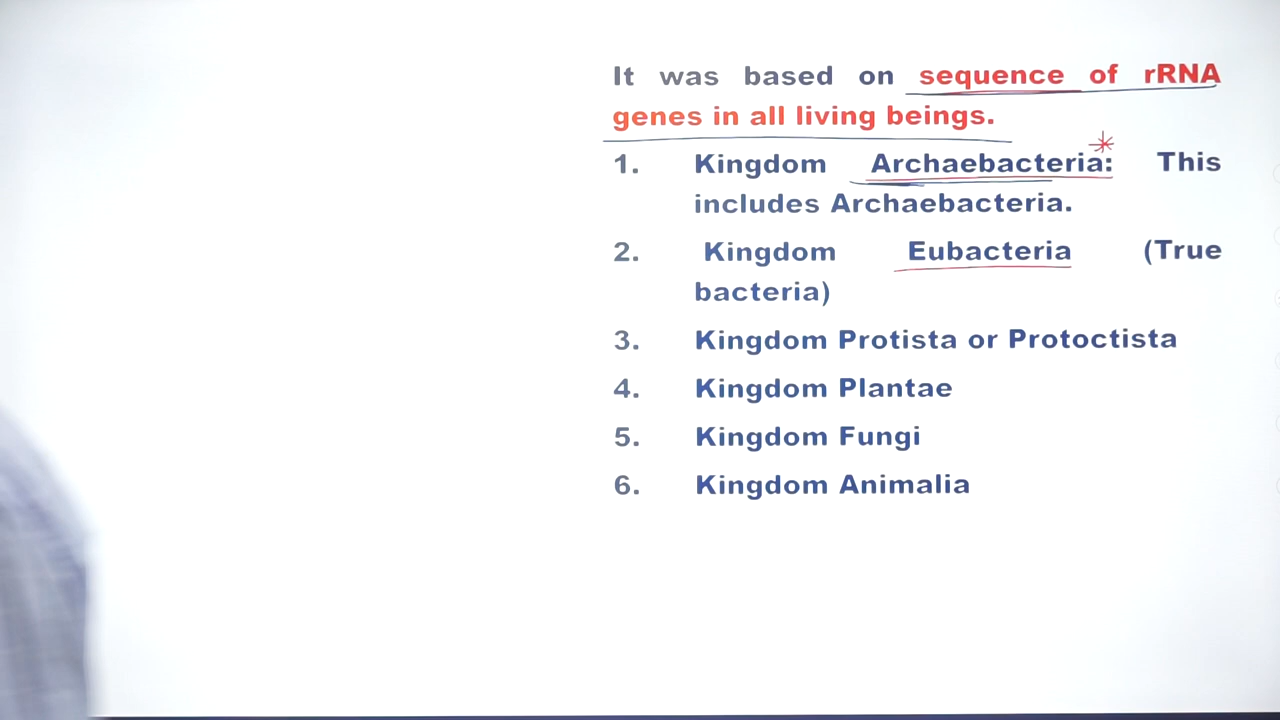 It was based on sequence of rRNA
genes in all living beings.
1. Kingdom Archaebacteria: This
includes Archaebacteria.
2. Kingdom Eubacteria (True
bacteria)
3. Kingdom Protista or Protoctista
4. Kingdom Plantae
5. Kingdom Fungi
6. Kingdom Animalia